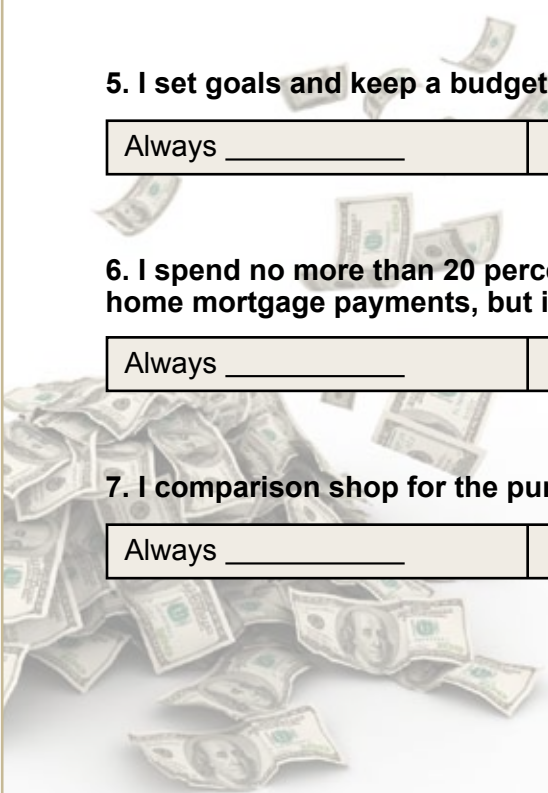 5. I set goals and keep a budget
Always ___________
6. I spend no more than 20 perc
home mortgage payments, but i
Always ___________
7. I comparison shop for the pu
Always ___________